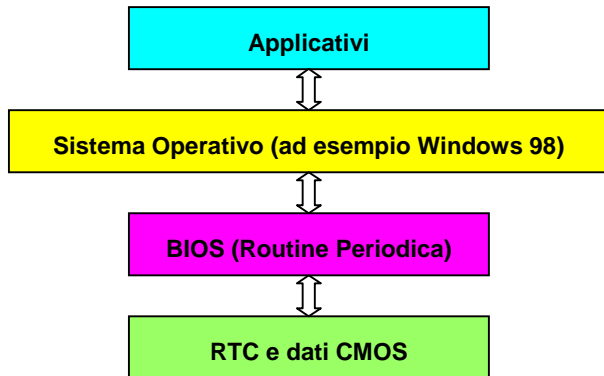 Applicativi
Sistema Operativo (ad esempio Windows 98)
BIOS (Routine Periodica)
RTC e dati CMOS